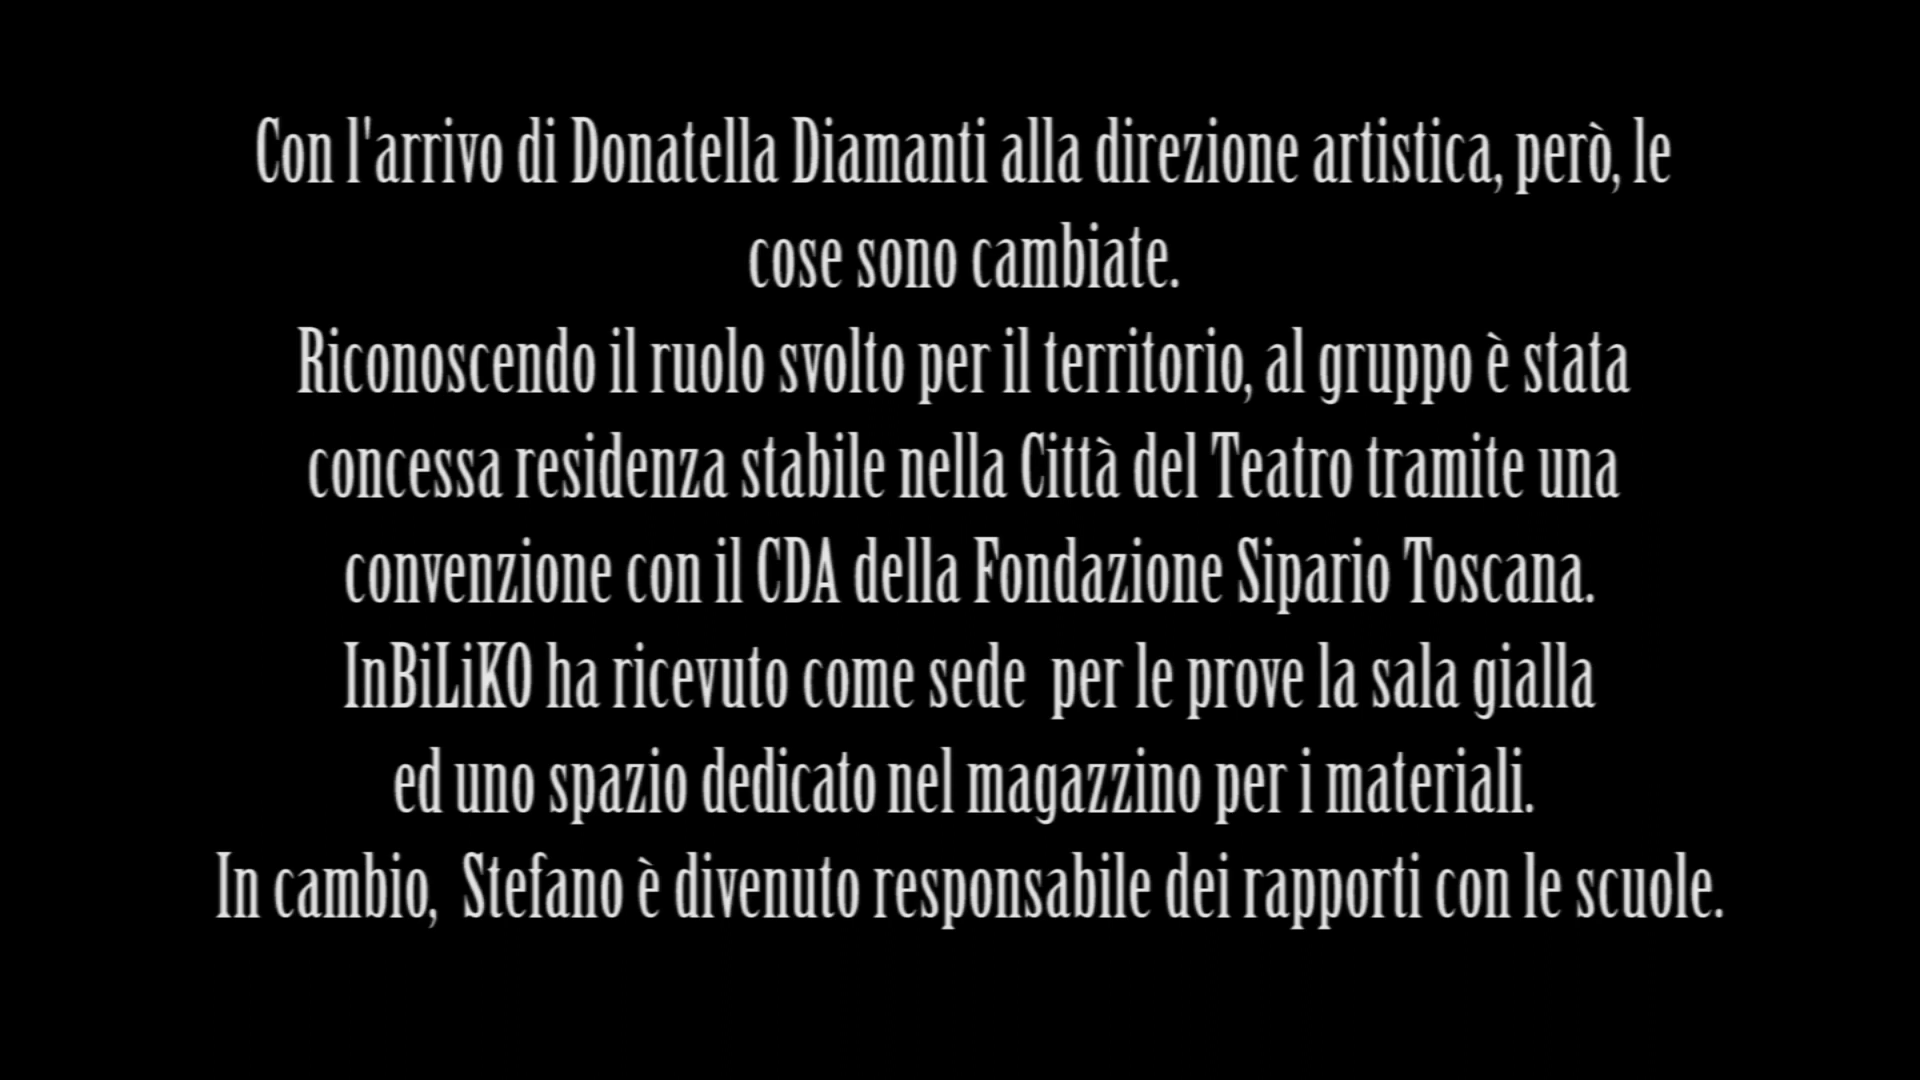 Con l'arrivo di Donatella Diamanti alla direzione artistica, però, le
cose sono cambiate.
Riconoscendo il ruolo svolto per il territorio, al gruppo è stata
concessa residenza stabile nella Città del Teatro tramite una
convenzione con il CDA della Fondazione Sipario Toscana.
InBiLiKO ha ricevuto come sede  per le prove la sala gialla
ed uno spazio dedicato nel magazzino per i materiali.
In cambio,  Stefano è divenuto responsabile dei rapporti con le scuole.